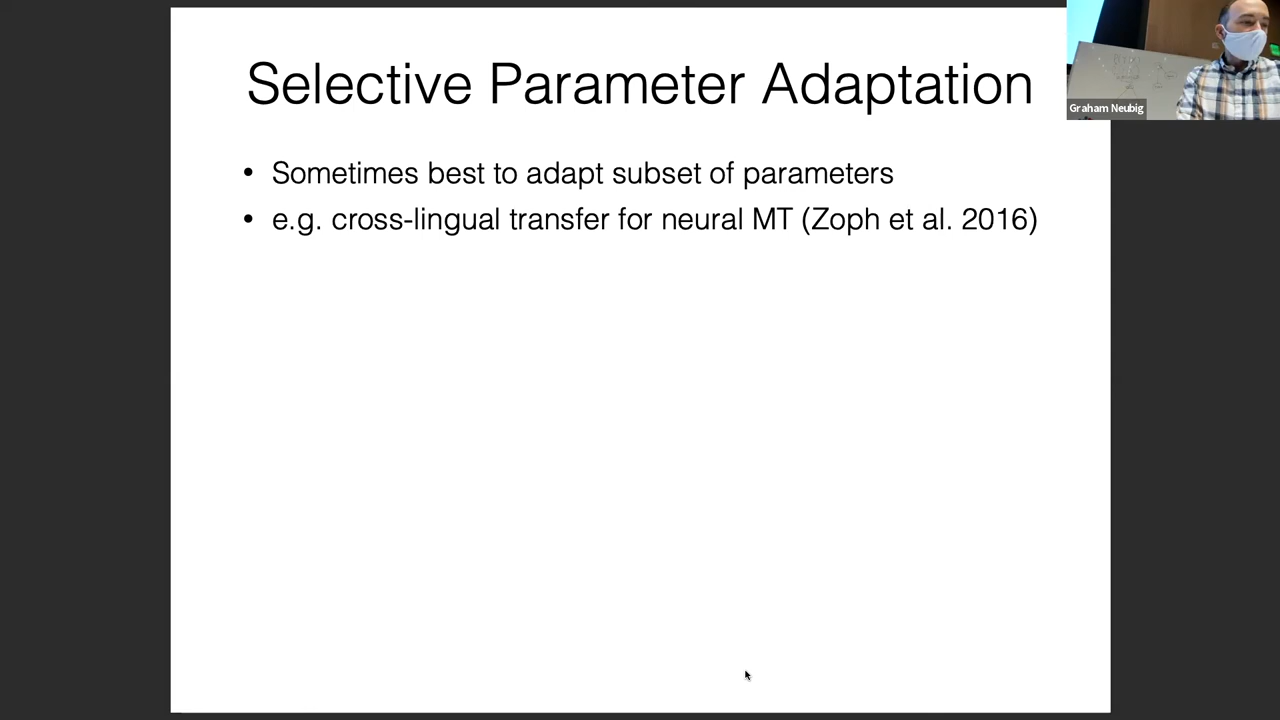 Selective Parameter Adaptation
• Sometimes best to adapt subset of parameters
• e.g. cross-lingual transfer for neural MT (Zoph et al. 2016)
Graham Neubig